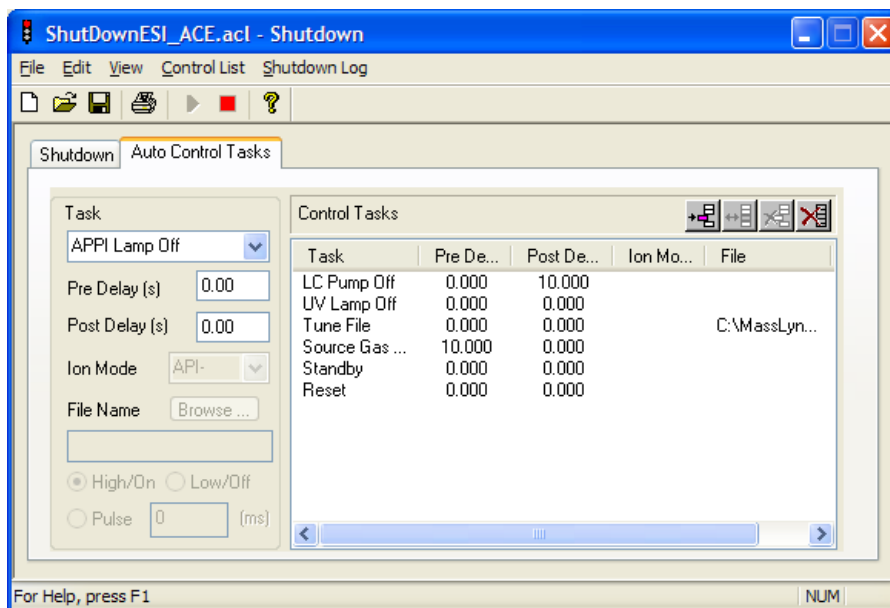 ShutDownESI_ACE.acl - Shutdown
File Edit View Control List Shutdown Log
Shutdown Auto Control Tasks
Task
APPI Lamp Off
Pre Delay (s) 0.00
Post Delay (s) 0.00
Ion Mode API-
File Name Browse ...
High/On Low/Off
Pulse 0 (ms)
Control Tasks
Task Pre De... Post De... Ion Mo... File
LC Pump Off 0.000 10.000
UV Lamp Off 0.000 0.000
Tune File 0.000 0.000 C:\MassLyn...
Source Gas ... 10.000 0.000
Standby 0.000 0.000
Reset 0.000 0.000
For Help, press F1 NUM